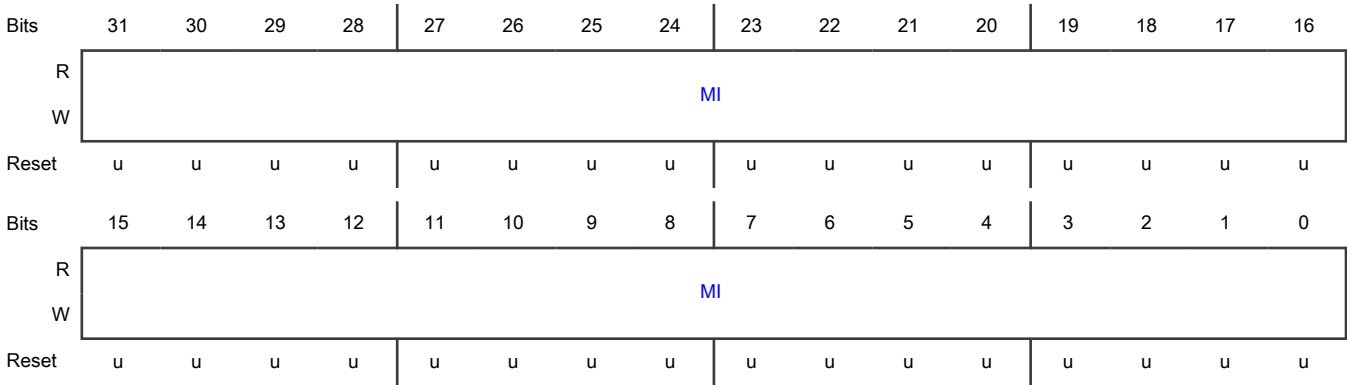 Bits 31 30 29 28 27 26 25 24 23 22 21 20 19 18 17 16
R
MI
W
Reset u u u u u u u u u u u u u u u u
Bits 15 14 13 12 11 10 9 8 7 6 5 4 3 2 1 0
R
MI
W
Reset u u u u u u u u u u u u u u u u